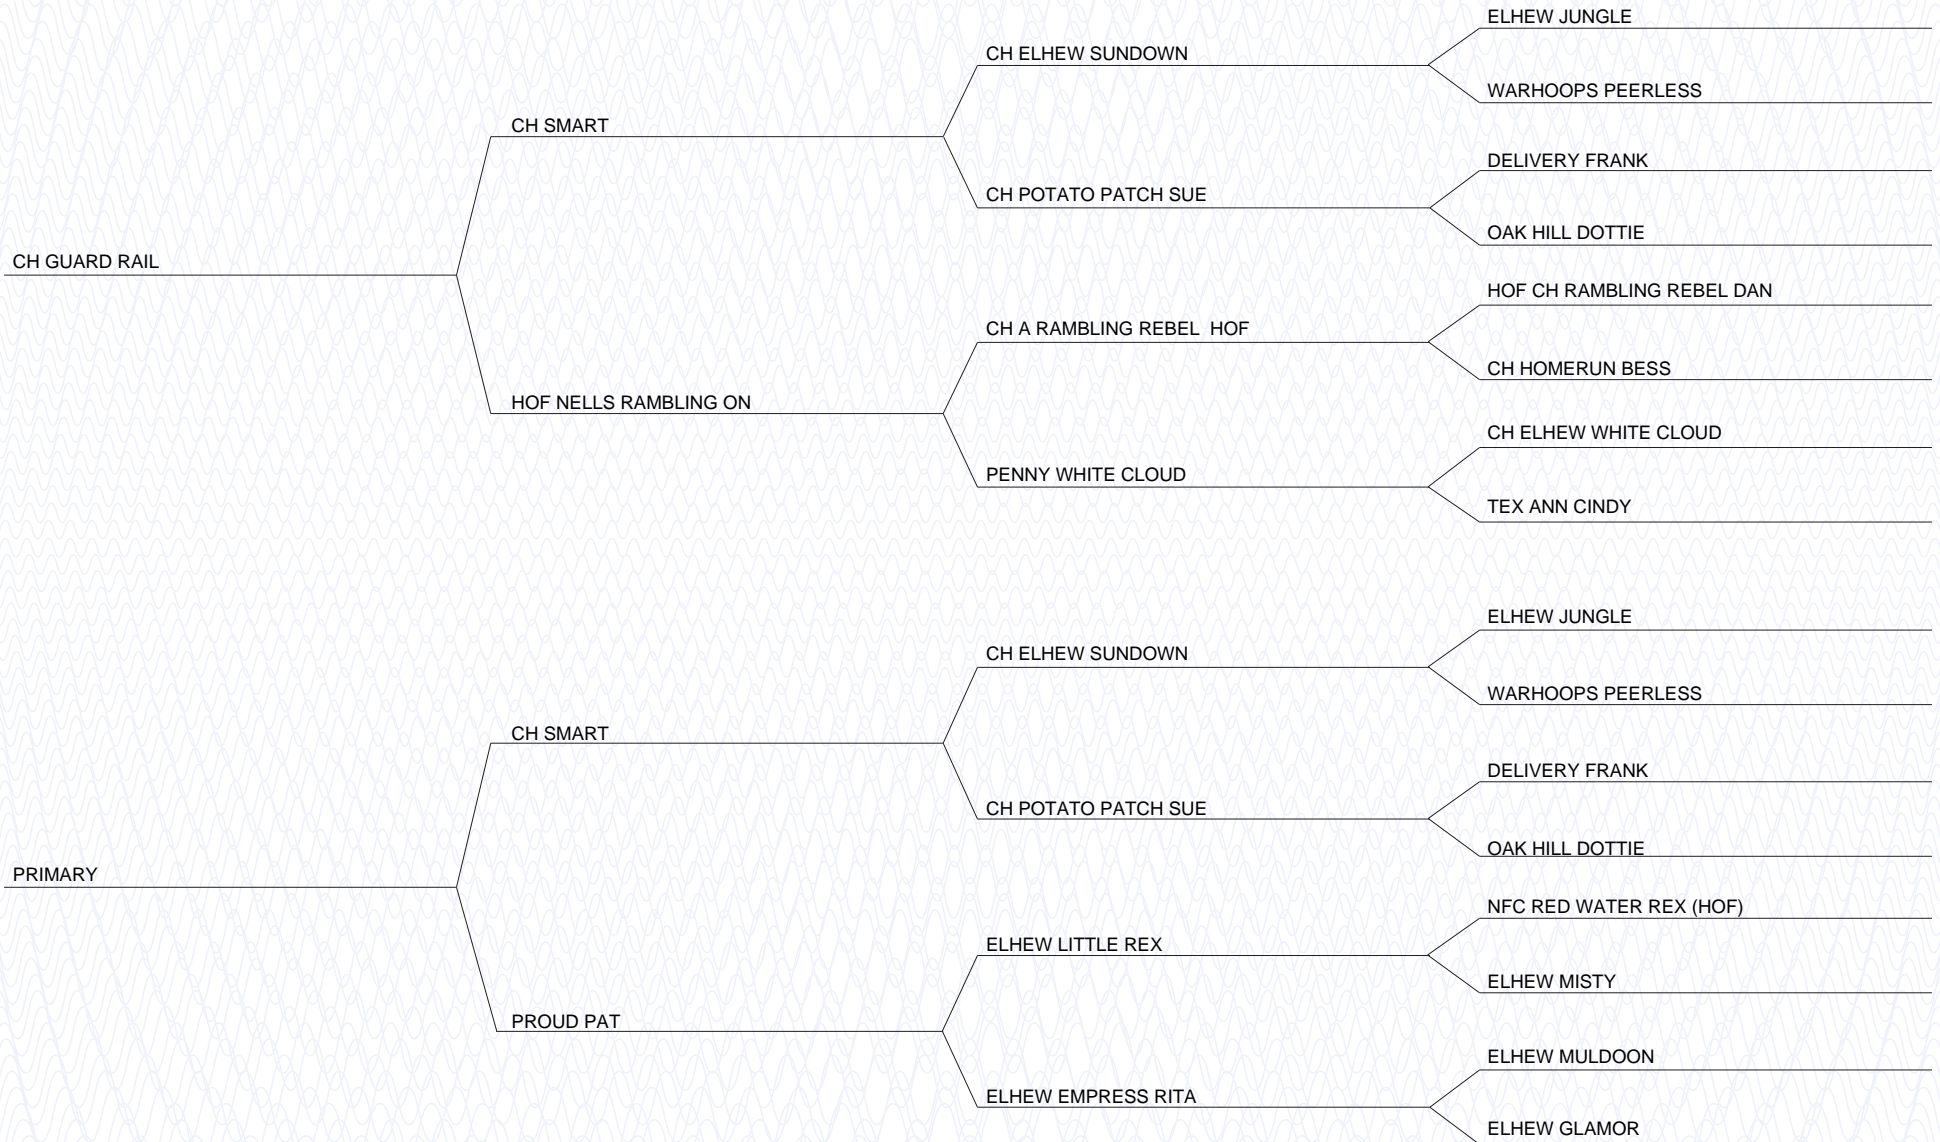 ELHEW JUNGLE
CH ELHEW SUNDOWN
WARHOOPS PEERLESS
CH SMART
DELIVERY FRANK
CH POTATO PATCH SUE
OAK HILL DOTTIE
CH GUARD RAIL
HOF CH RAMBLING REBEL DAN
CH A RAMBLING REBEL  HOF
CH HOMERUN BESS
HOF NELLS RAMBLING ON
CH ELHEW WHITE CLOUD
PENNY WHITE CLOUD
TEX ANN CINDY
ELHEW JUNGLE
CH ELHEW SUNDOWN
WARHOOPS PEERLESS
CH SMART
DELIVERY FRANK
CH POTATO PATCH SUE
OAK HILL DOTTIE
PRIMARY
NFC RED WATER REX (HOF)
ELHEW LITTLE REX
ELHEW MISTY
PROUD PAT
ELHEW MULDOON
ELHEW EMPRESS RITA
ELHEW GLAMOR